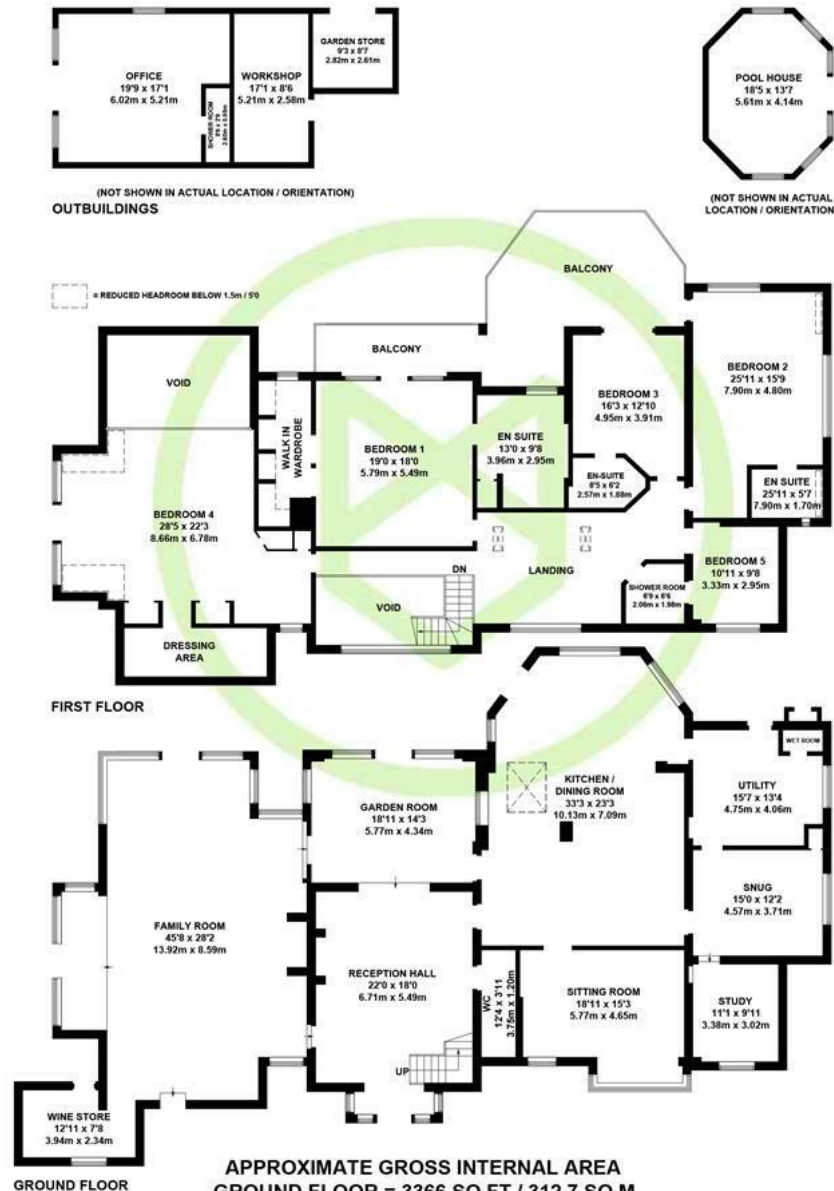 OFFICE
19'9 x 17'1
6.02m x 5.21m
WORKSHOP
17'1 x 8'6
5.21m x 2.58m
GARDEN STORE
9'3 x 8'7
2.82m x 2.61m
SHOWER ROOM
POOL HOUSE
18'5 x 13'7
5.61m x 4.14m
(NOT SHOWN IN ACTUAL LOCATION / ORIENTATION)
OUTBUILDINGS
(NOT SHOWN IN ACTUAL
LOCATION / ORIENTATION
= REDUCED HEADROOM BELOW 1.5m / 5'0
BALCONY
BALCONY
VOID
WALK IN
WARDROBE
BEDROOM 1
19'0 x 18'0
5.79m x 5.49m
EN SUITE
13'0 x 9'8
3.96m x 2.95m
BEDROOM 3
16'3 x 12'10
4.95m x 3.91m
BEDROOM 2
25'11 x 15'9
7.90m x 4.80m
EN-SUITE
8'5 x 6'2
2.57m x 1.88m
EN SUITE
25'11 x 5'7
7.90m x 1.70m
BEDROOM 4
28'5 x 22'3
8.66m x 6.78m
BEDROOM 5
10'11 x 9'8
3.33m x 2.95m
LANDING
DN
VOID
SHOWER ROOM
6'9 x 6'6
2.06m x 1.98m
DRESSING
AREA
FIRST FLOOR
WET ROOM
KITCHEN /
DINING ROOM
33'3 x 23'3
10.13m x 7.09m
UTILITY
15'7 x 13'4
4.75m x 4.06m
GARDEN ROOM
18'11 x 14'3
5.77m x 4.34m
SNUG
15'0 x 12'2
4.57m x 3.71m
FAMILY ROOM
45'8 x 28'2
13.92m x 8.59m
RECEPTION HALL
22'0 x 18'0
6.71m x 5.49m
WC
12'4 x 3'11
3.75m x 1.20m
SITTING ROOM
18'11 x 15'3
5.77m x 4.65m
STUDY
11'1 x 9'11
3.38m x 3.02m
UP
WINE STORE
12'11 x 7'8
3.94m x 2.34m
GROUND FLOOR
APPROXIMATE GROSS INTERNAL AREA
GROUND FLOOR = 3366 SQ FT / 312.7 SQ M